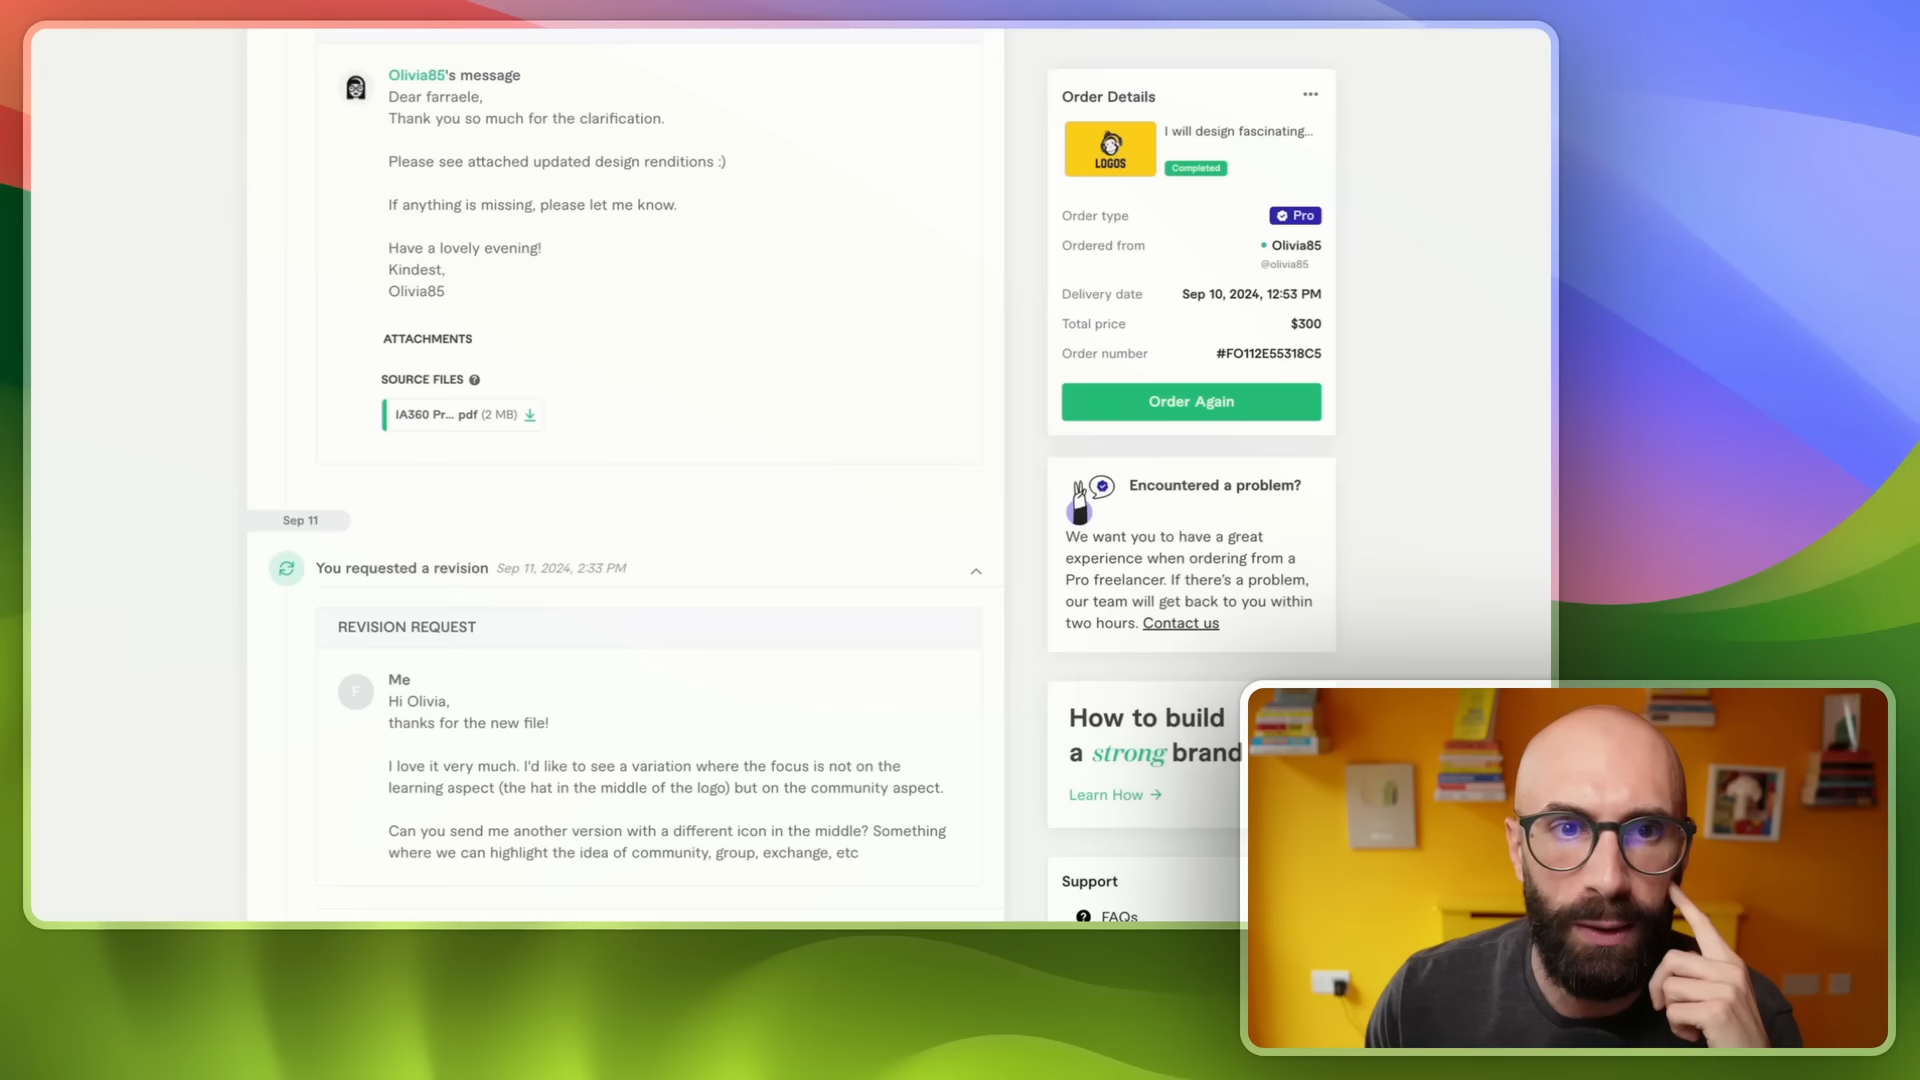 Olivia85's message
Dear farraele,
Thank you so much for the clarification.
Please see attached updated design renditions :)
If anything is missing, please let me know.
Have a lovely evening!
Kindest,
Olivia85
ATTACHMENTS
SOURCE FILES ?
IA360 Pr... pdf (2 MB)
Sep 11
You requested a revision Sep 11, 2024, 2:33 PM
REVISION REQUEST
F
Me
Hi Olivia,
thanks for the new file!
I love it very much. I'd like to see a variation where the focus is not on the
learning aspect (the hat in the middle of the logo) but on the community aspect.
Can you send me another version with a different icon in the middle? Something
where we can highlight the idea of community, group, exchange, etc
Order Details
LOGOS
I will design fascinating...
Completed
Order type Pro
Ordered from Olivia85
@olivia85
Delivery date Sep 10, 2024, 12:53 PM
Total price $300
Order number #FO112E55318C5
Order Again
Encountered a problem?
We want you to have a great
experience when ordering from a
Pro freelancer. If there's a problem,
our team will get back to you within
two hours. Contact us
How to build
a strong brand
Learn How →
Support
? FAQs